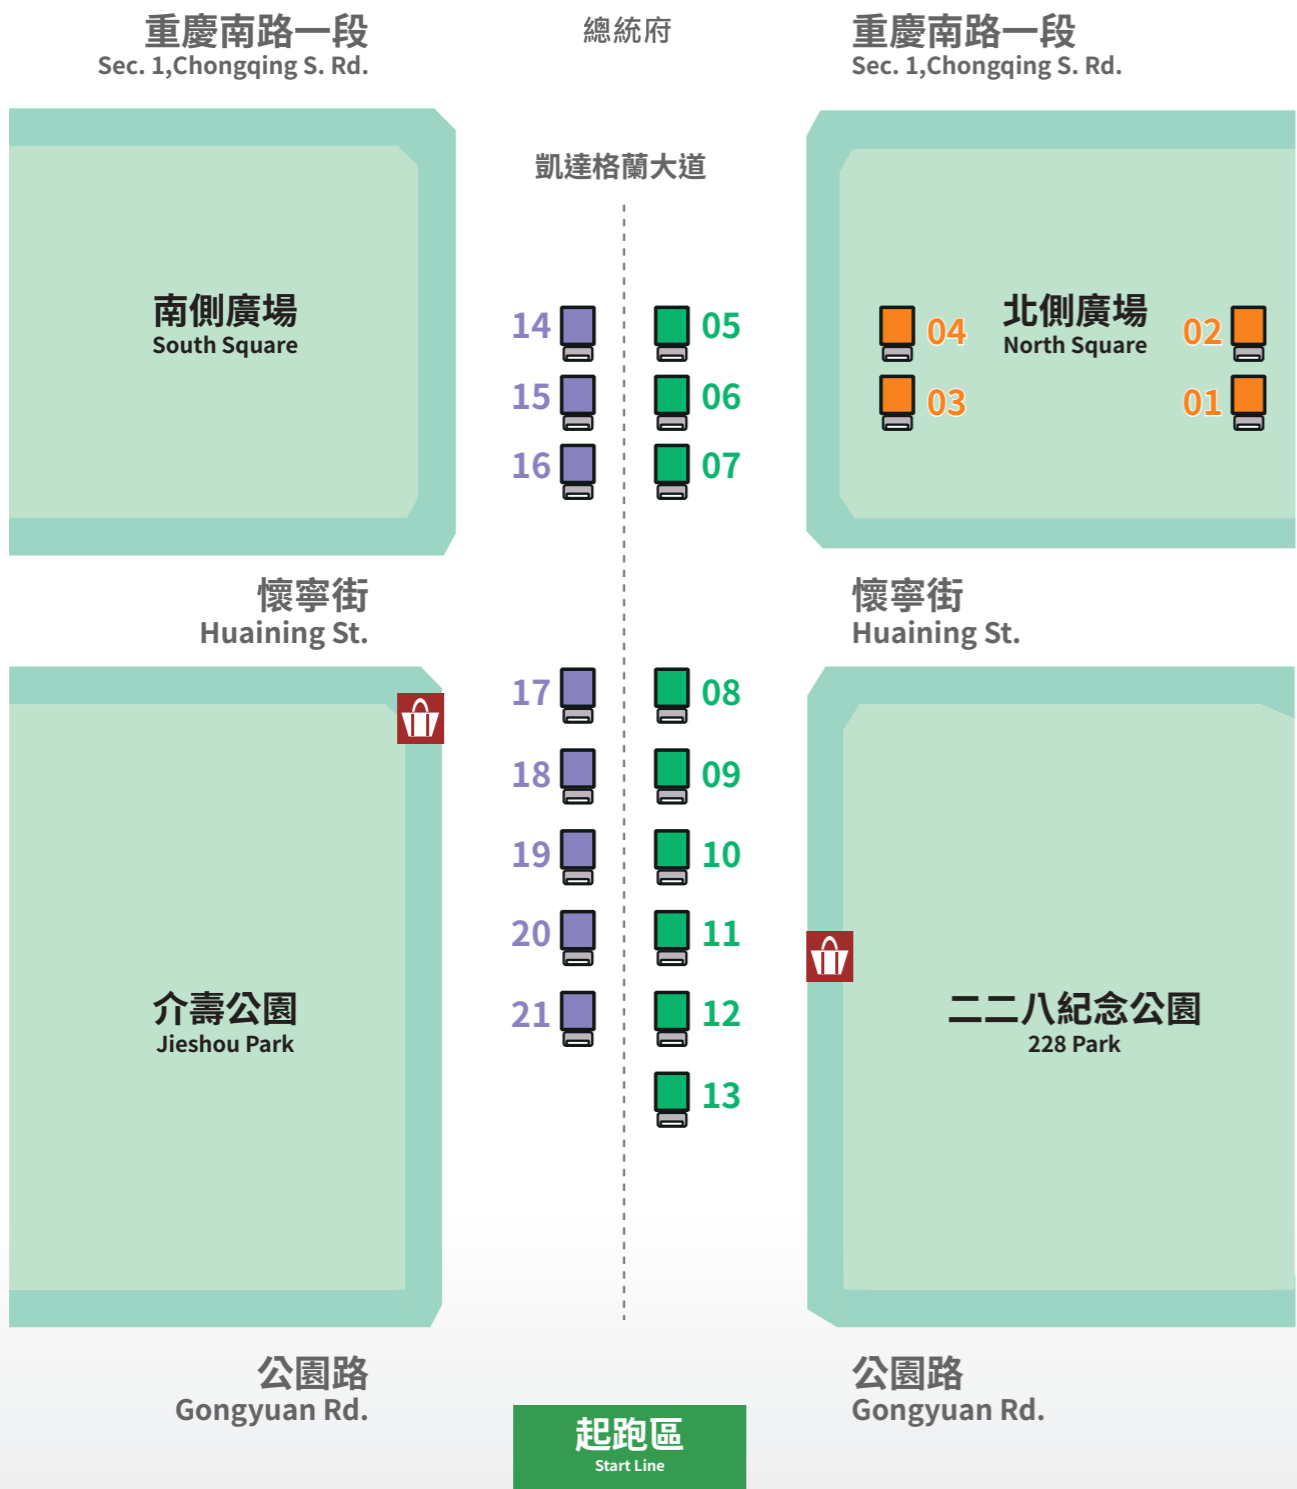 重慶南路一段
Sec. 1,Chongqing S. Rd.
總統府
重慶南路一段
Sec. 1,Chongqing S. Rd.
凱達格蘭大道
南側廣場
South Square
14
05
15
06
16
07
04
北側廣場
North Square
02
03
01
懷寧街
Huaining St.
懷寧街
Huaining St.
17
08
18
09
19
10
20
11
21
12
13
介壽公園
Jieshou Park
二二八紀念公園
228 Park
公園路
Gongyuan Rd.
起跑區
Start Line
公園路
Gongyuan Rd.